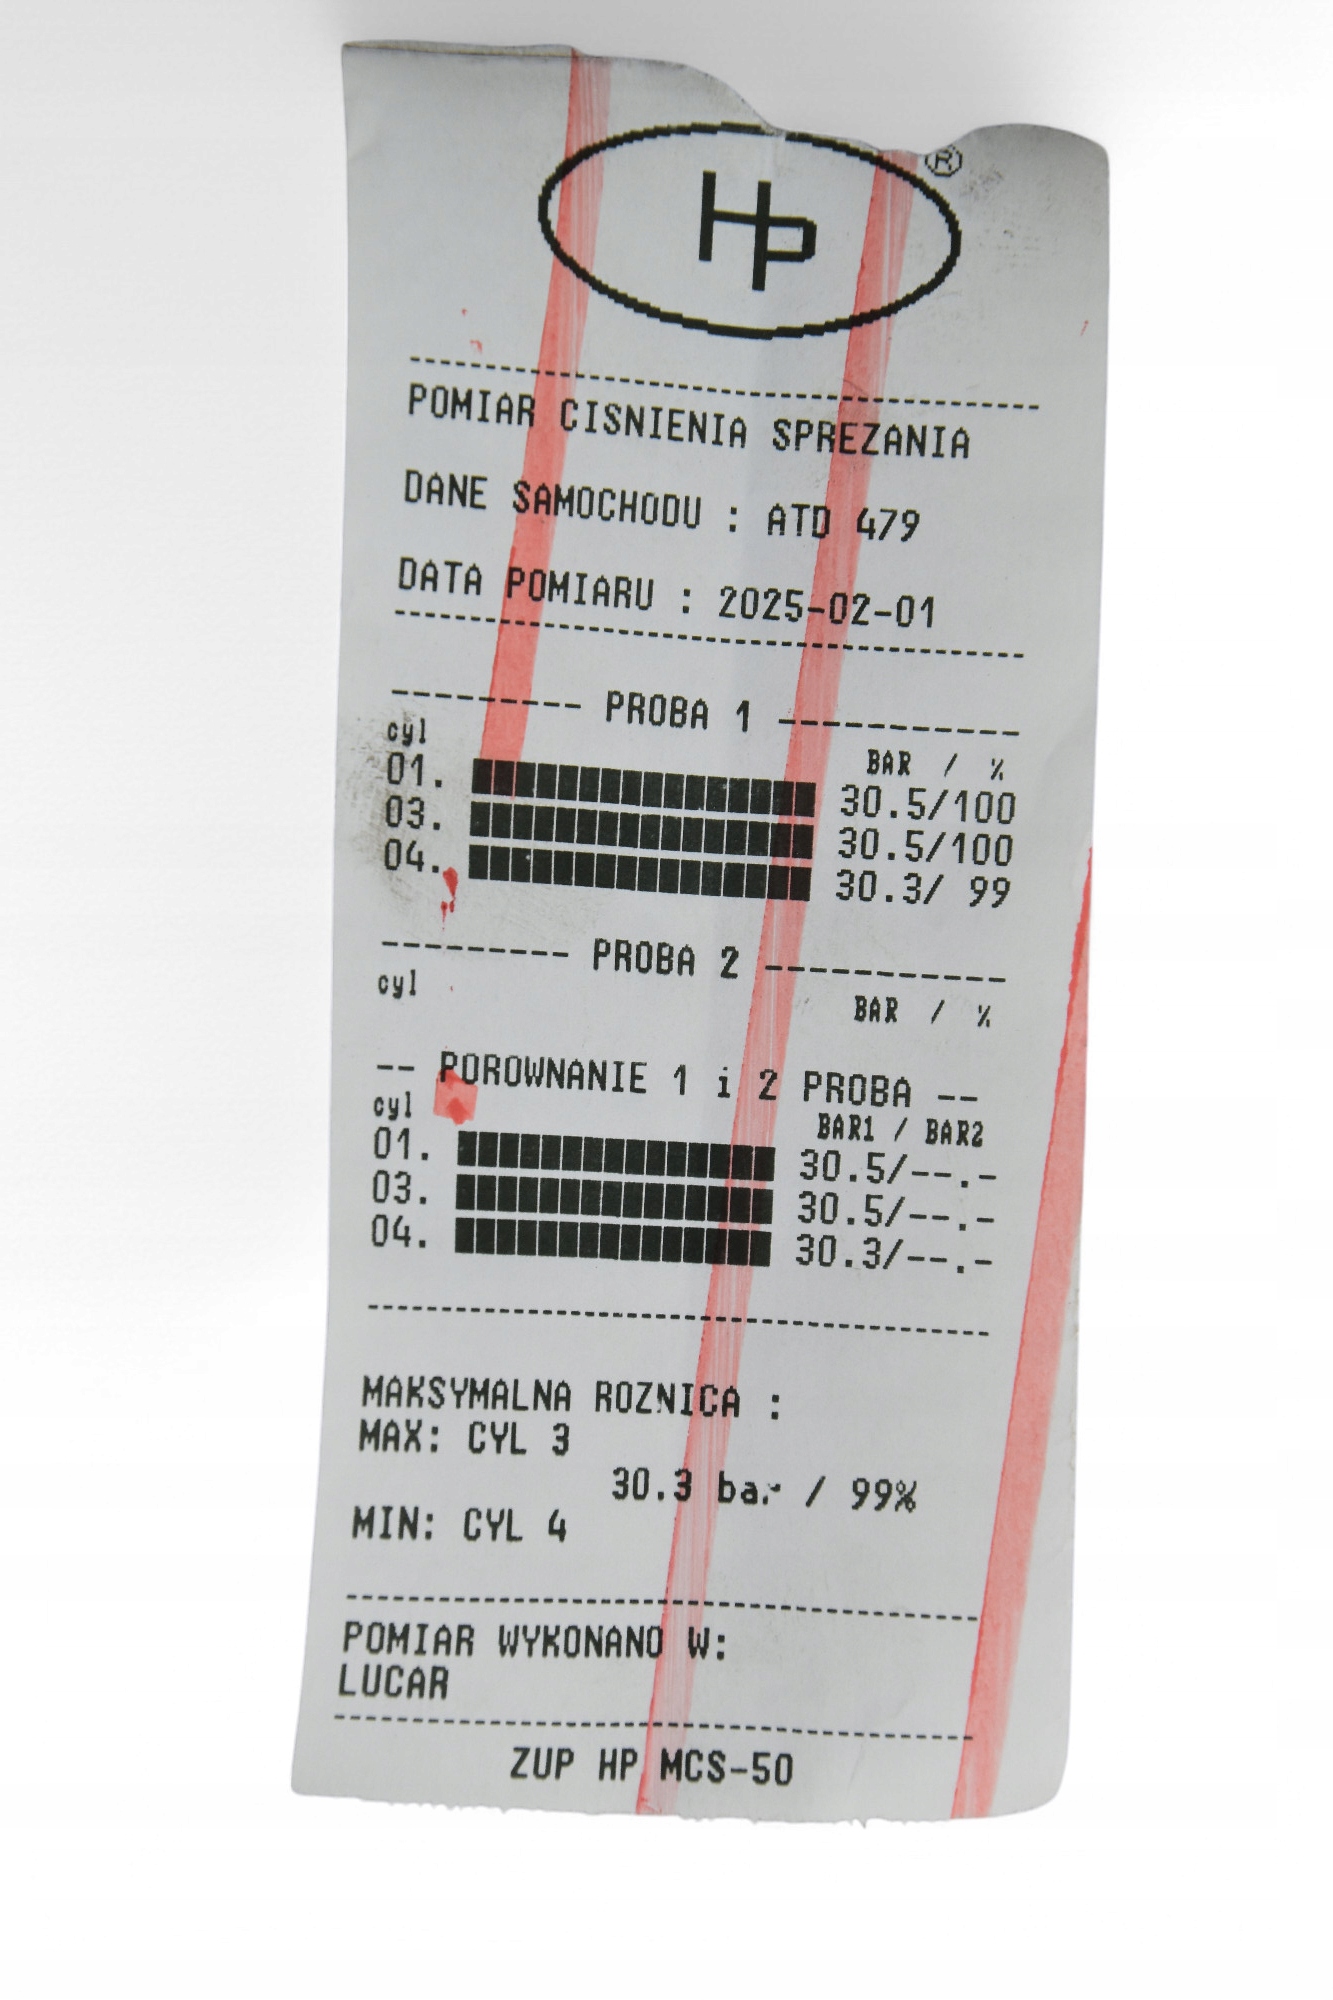 HP ®
POMIAR CISNIENIA SPREZANIA
DANE SAMOCHODU : ATD 479
DATA POMIARU : 2025-02-01
--------- PROBA 1 -----------
cyl BAR / %
01. 30.5/100
03. 30.5/100
04. 30.3/ 99
--------- PROBA 2 -----------
cyl BAR / %
-- POROWNANIE 1 i 2 PROBA --
cyl BAR1 / BAR2
01. 30.5/--.-
03. 30.5/--.-
04. 30.3/--.-
MAKSYMALNA ROZNICA :
MAX: CYL 3
30.3 bar / 99%
MIN: CYL 4
POMIAR WYKONANO W:
LUCAR
ZUP HP MCS-50